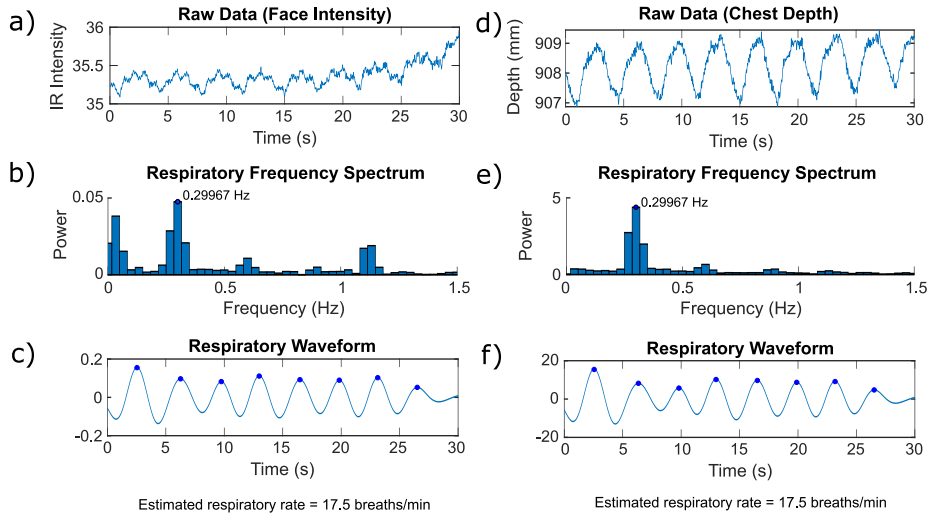 a)
Raw Data (Face Intensity)
IR Intensity
36
35.5
35
0 5 10 15 20 25 30
Time (s)
b)
Respiratory Frequency Spectrum
Power
0.05
0
0.29967 Hz
0 0.5 1 1.5
Frequency (Hz)
c)
Respiratory Waveform
0.2
0
-0.2
0 5 10 15 20 25 30
Time (s)
Estimated respiratory rate = 17.5 breaths/min
d)
Raw Data (Chest Depth)
Depth (mm)
909
908
907
0 5 10 15 20 25 30
Time (s)
e)
Respiratory Frequency Spectrum
Power
5
0
0.29967 Hz
0 0.5 1 1.5
Frequency (Hz)
f)
Respiratory Waveform
20
0
-20
0 5 10 15 20 25 30
Time (s)
Estimated respiratory rate = 17.5 breaths/min